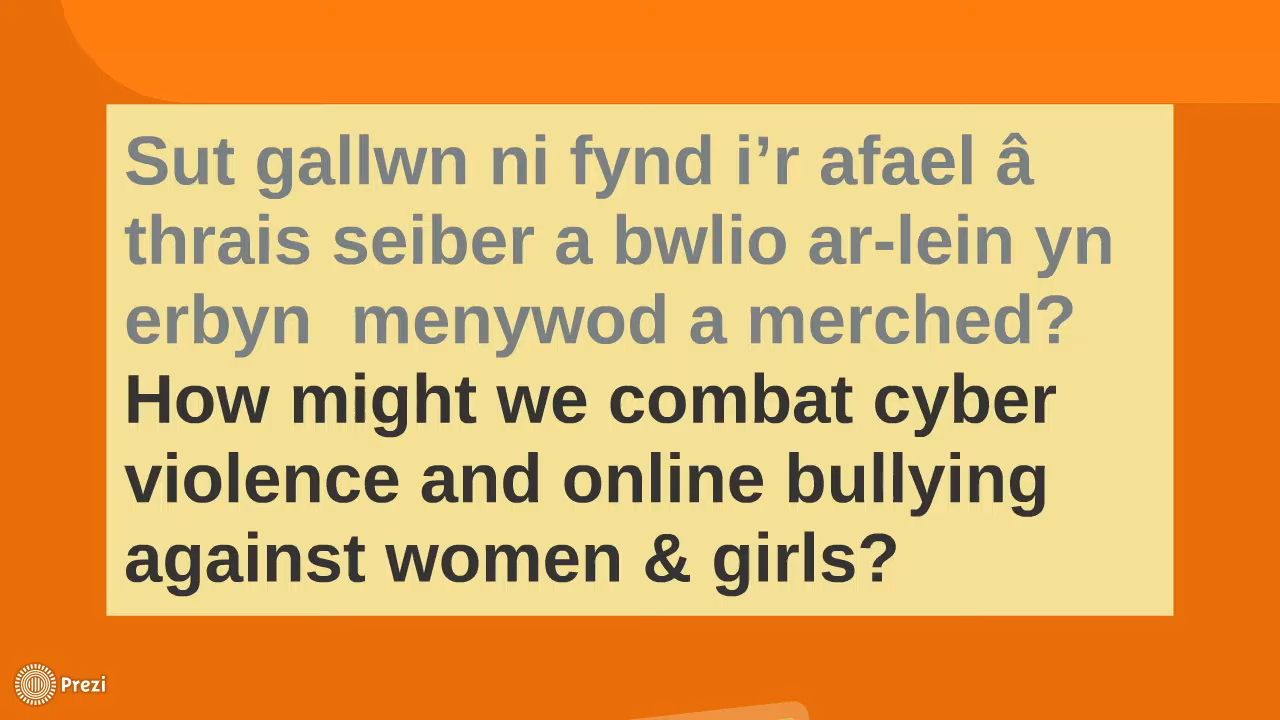 Sut gallwn ni fynd i’r afael â
thrais seiber a bwlio ar-lein yn
erbyn  menywod a merched?
How might we combat cyber
violence and online bullying
against women & girls?
Prezi